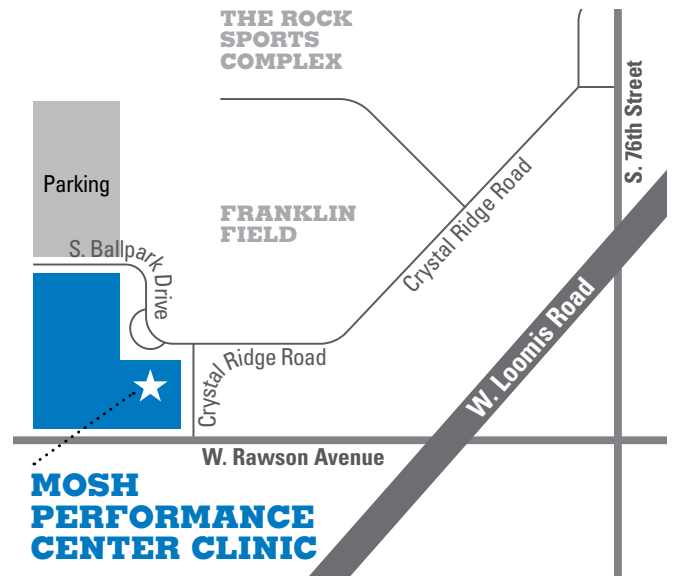 THE ROCK
SPORTS
COMPLEX
S. 76th Street
Parking
Crystal Ridge Road
FRANKLIN
FIELD
S. Ballpark Drive
W. Loomis Road
Crystal Ridge Road
W. Rawson Avenue
MOSH
PERFORMANCE
CENTER CLINIC